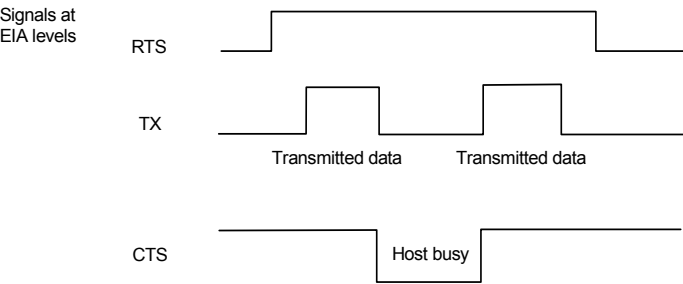 Signals at
EIA levels
RTS
TX
Transmitted data Transmitted data
CTS
Host busy